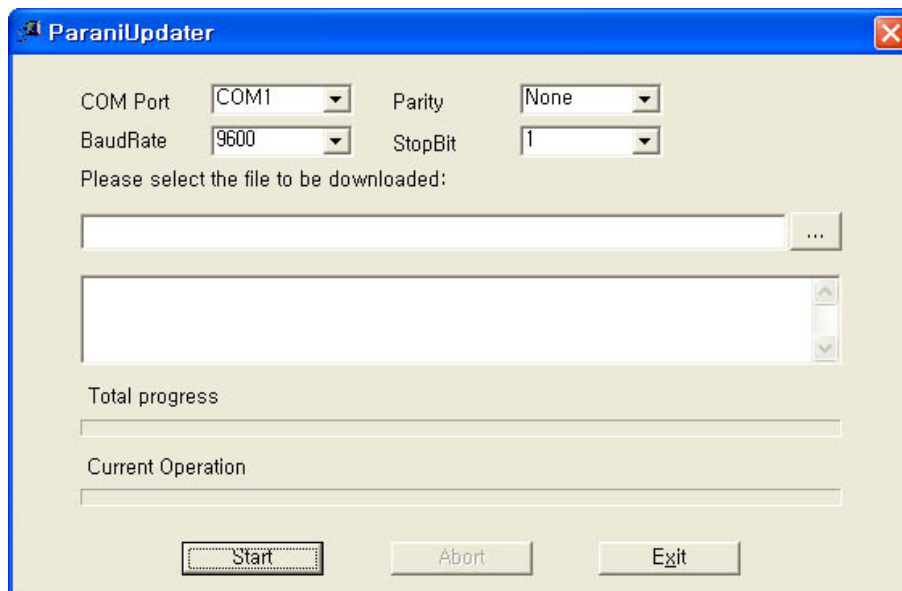 ParaniUpdater
COM Port COM1 Parity None
BaudRate 9600 StopBit 1
Please select the file to be downloaded:
...
Total progress
Current Operation
Start Abort Exit